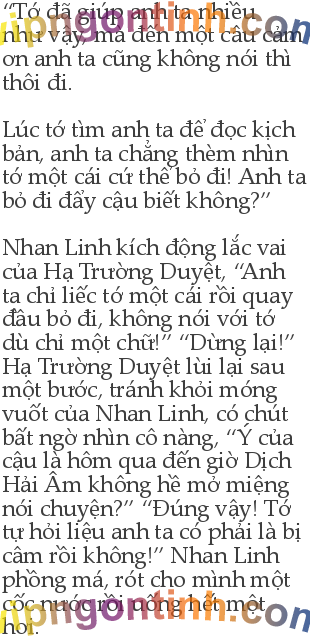 “Tớ đã giúp anh ta nhiều
như vậy, mà đến một câu cảm
ơn anh ta cũng không nói thì
thôi đi.
Lúc tớ tìm anh ta để đọc kịch
bản, anh ta chẳng thèm nhìn
tớ một cái cứ thế bỏ đi! Anh ta
bỏ đi đấy cậu biết không?”
Nhan Linh kích động lắc vai
của Hạ Trường Duyệt, “Anh
ta chỉ liếc tớ một cái rồi quay
đầu bỏ đi, không nói với tớ
dù chỉ một chữ!” “Dừng lại!”
Hạ Trường Duyệt lùi lại sau
một bước, tránh khỏi móng
vuốt của Nhan Linh, có chút
bất ngờ nhìn cô nàng, “Ý của
cậu là hôm qua đến giờ Dịch
Hải Âm không hề mở miệng
nói chuyện?” “Đúng vậy! Tớ
tự hỏi liệu anh ta có phải là bị
câm rồi không!” Nhan Linh
phồng má, rót cho mình một
cốc nước rồi uống hết một
hơi.